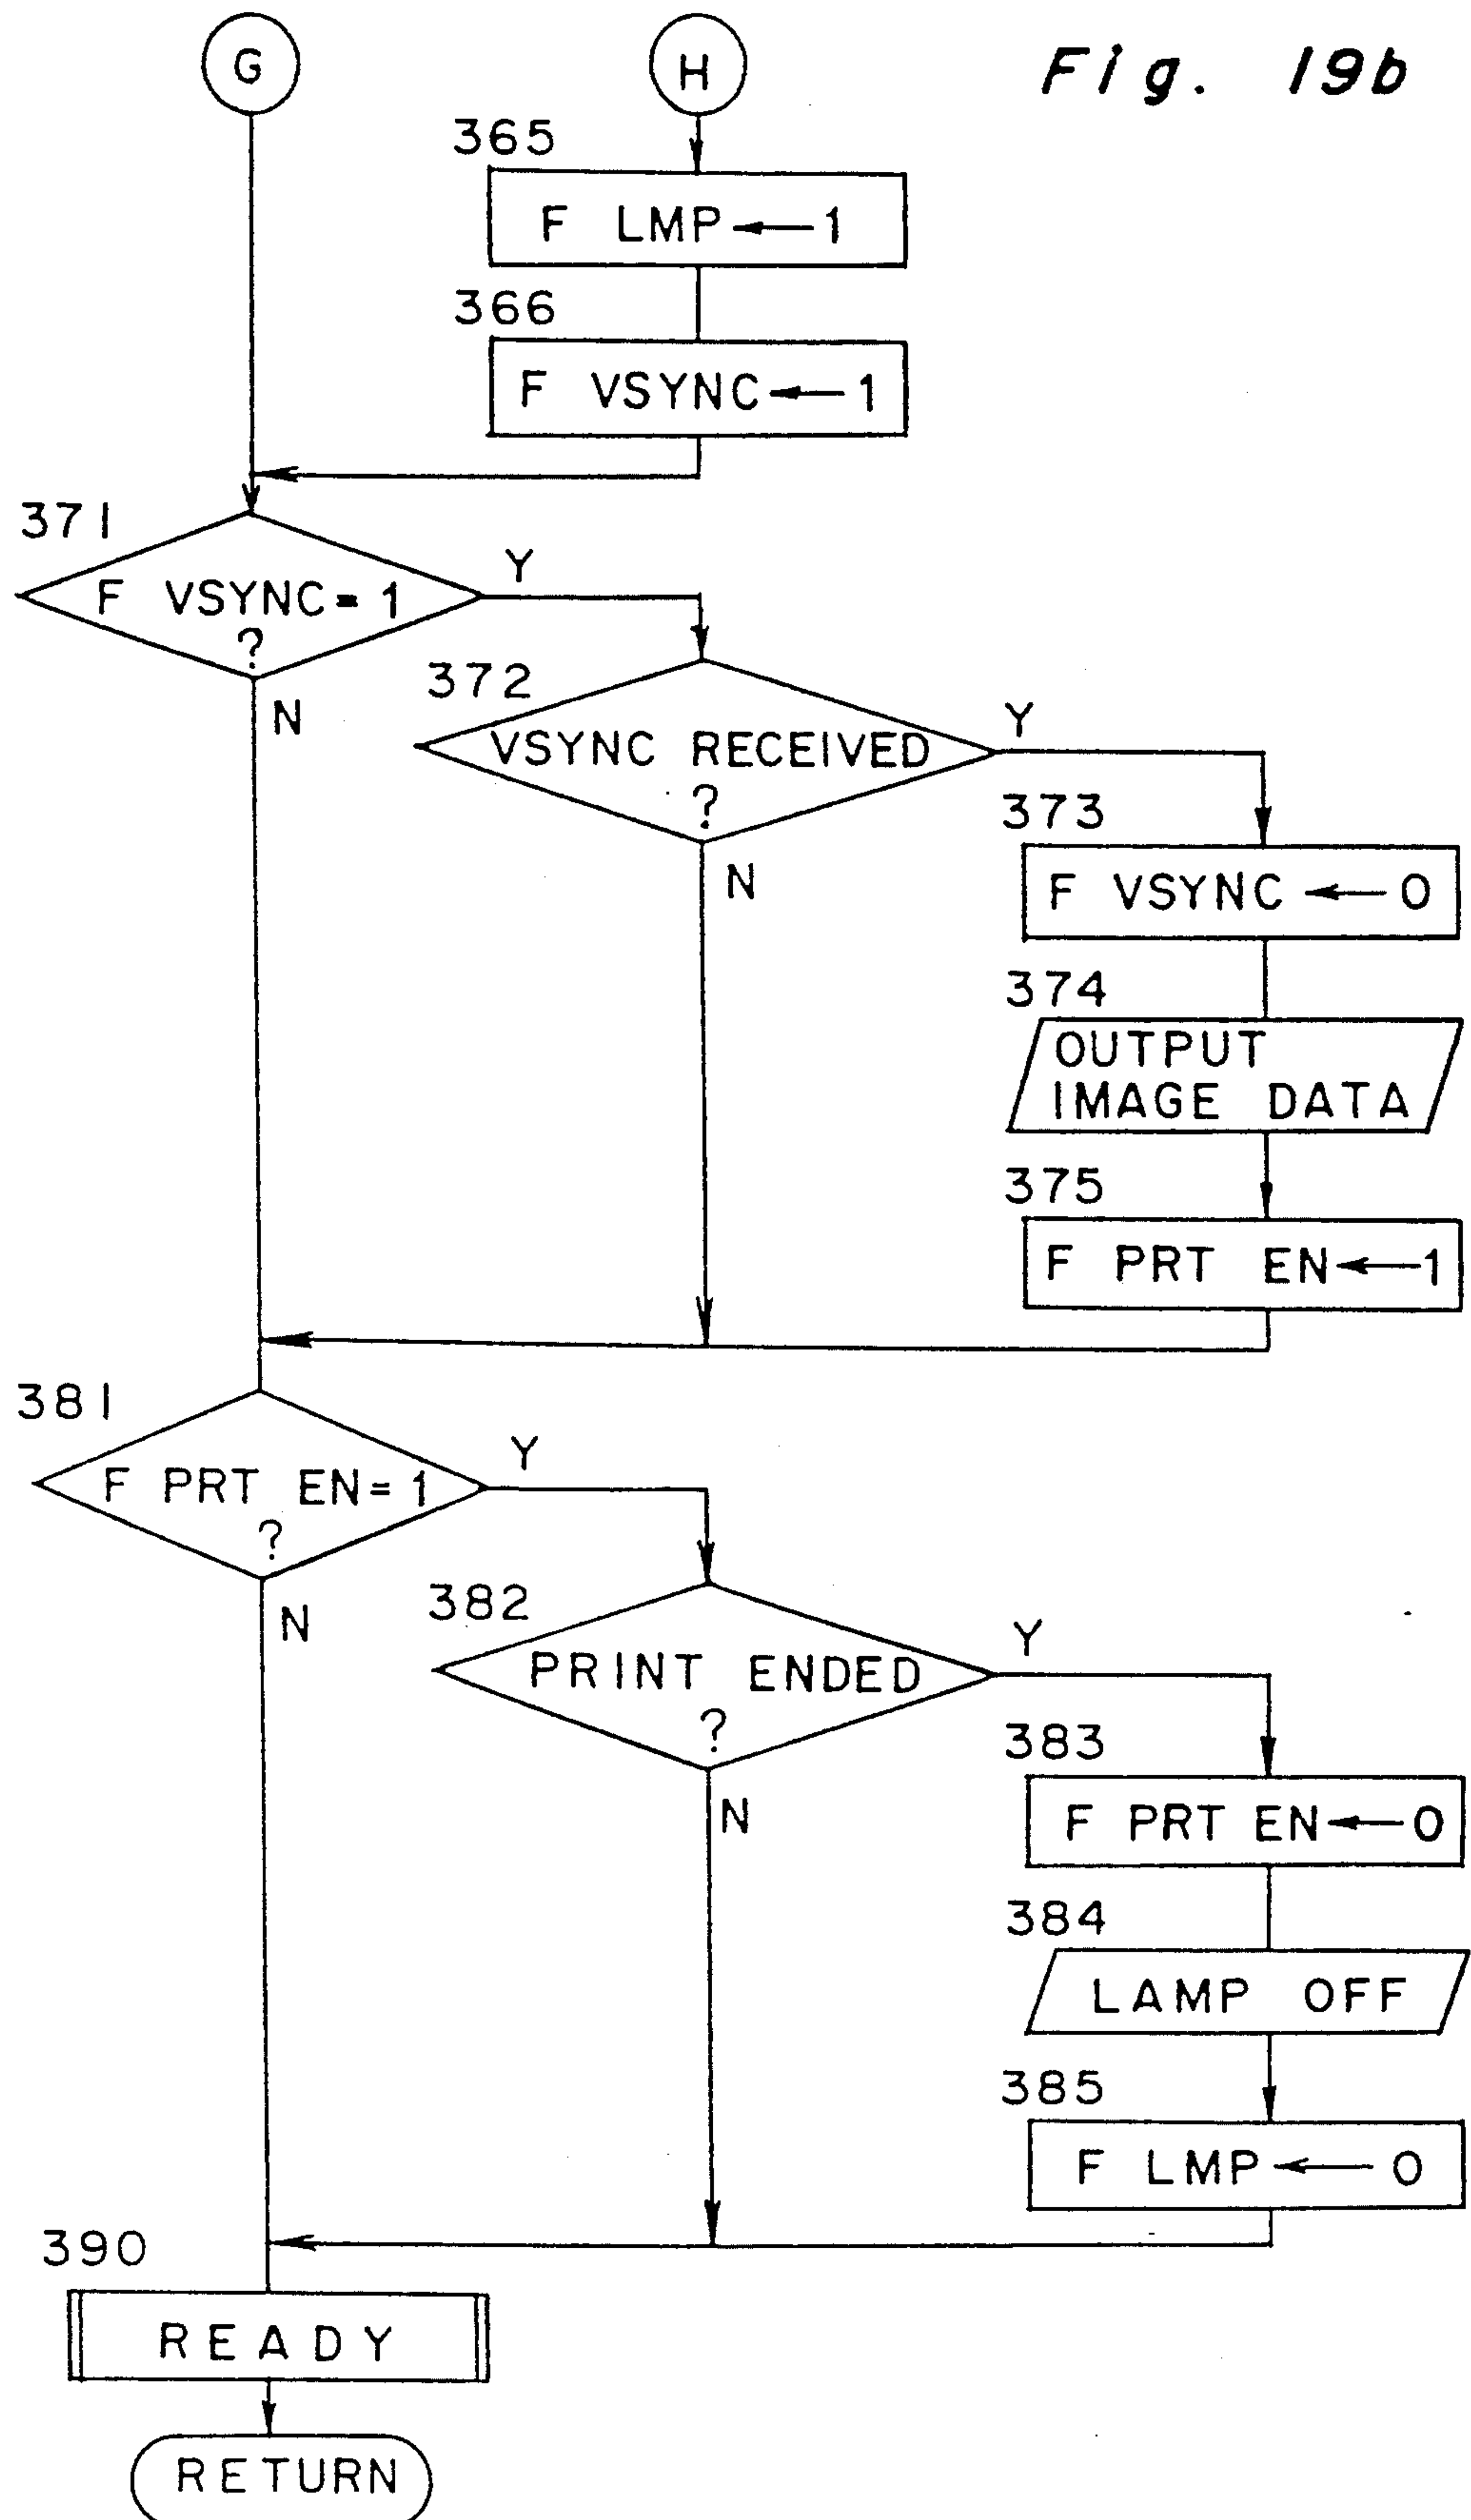 Fig. 19b
G
H
365
F LMP←1
366
F VSYNC←1
371
F VSYNC=1
?
Y
N
372
VSYNC RECEIVED
?
Y
N
373
F VSYNC←0
374
OUTPUT
IMAGE DATA
375
F PRT EN←1
381
F PRT EN=1
?
Y
N
382
PRINT ENDED
?
Y
N
383
F PRT EN←0
384
LAMP OFF
385
F LMP←0
390
READY
RETURN